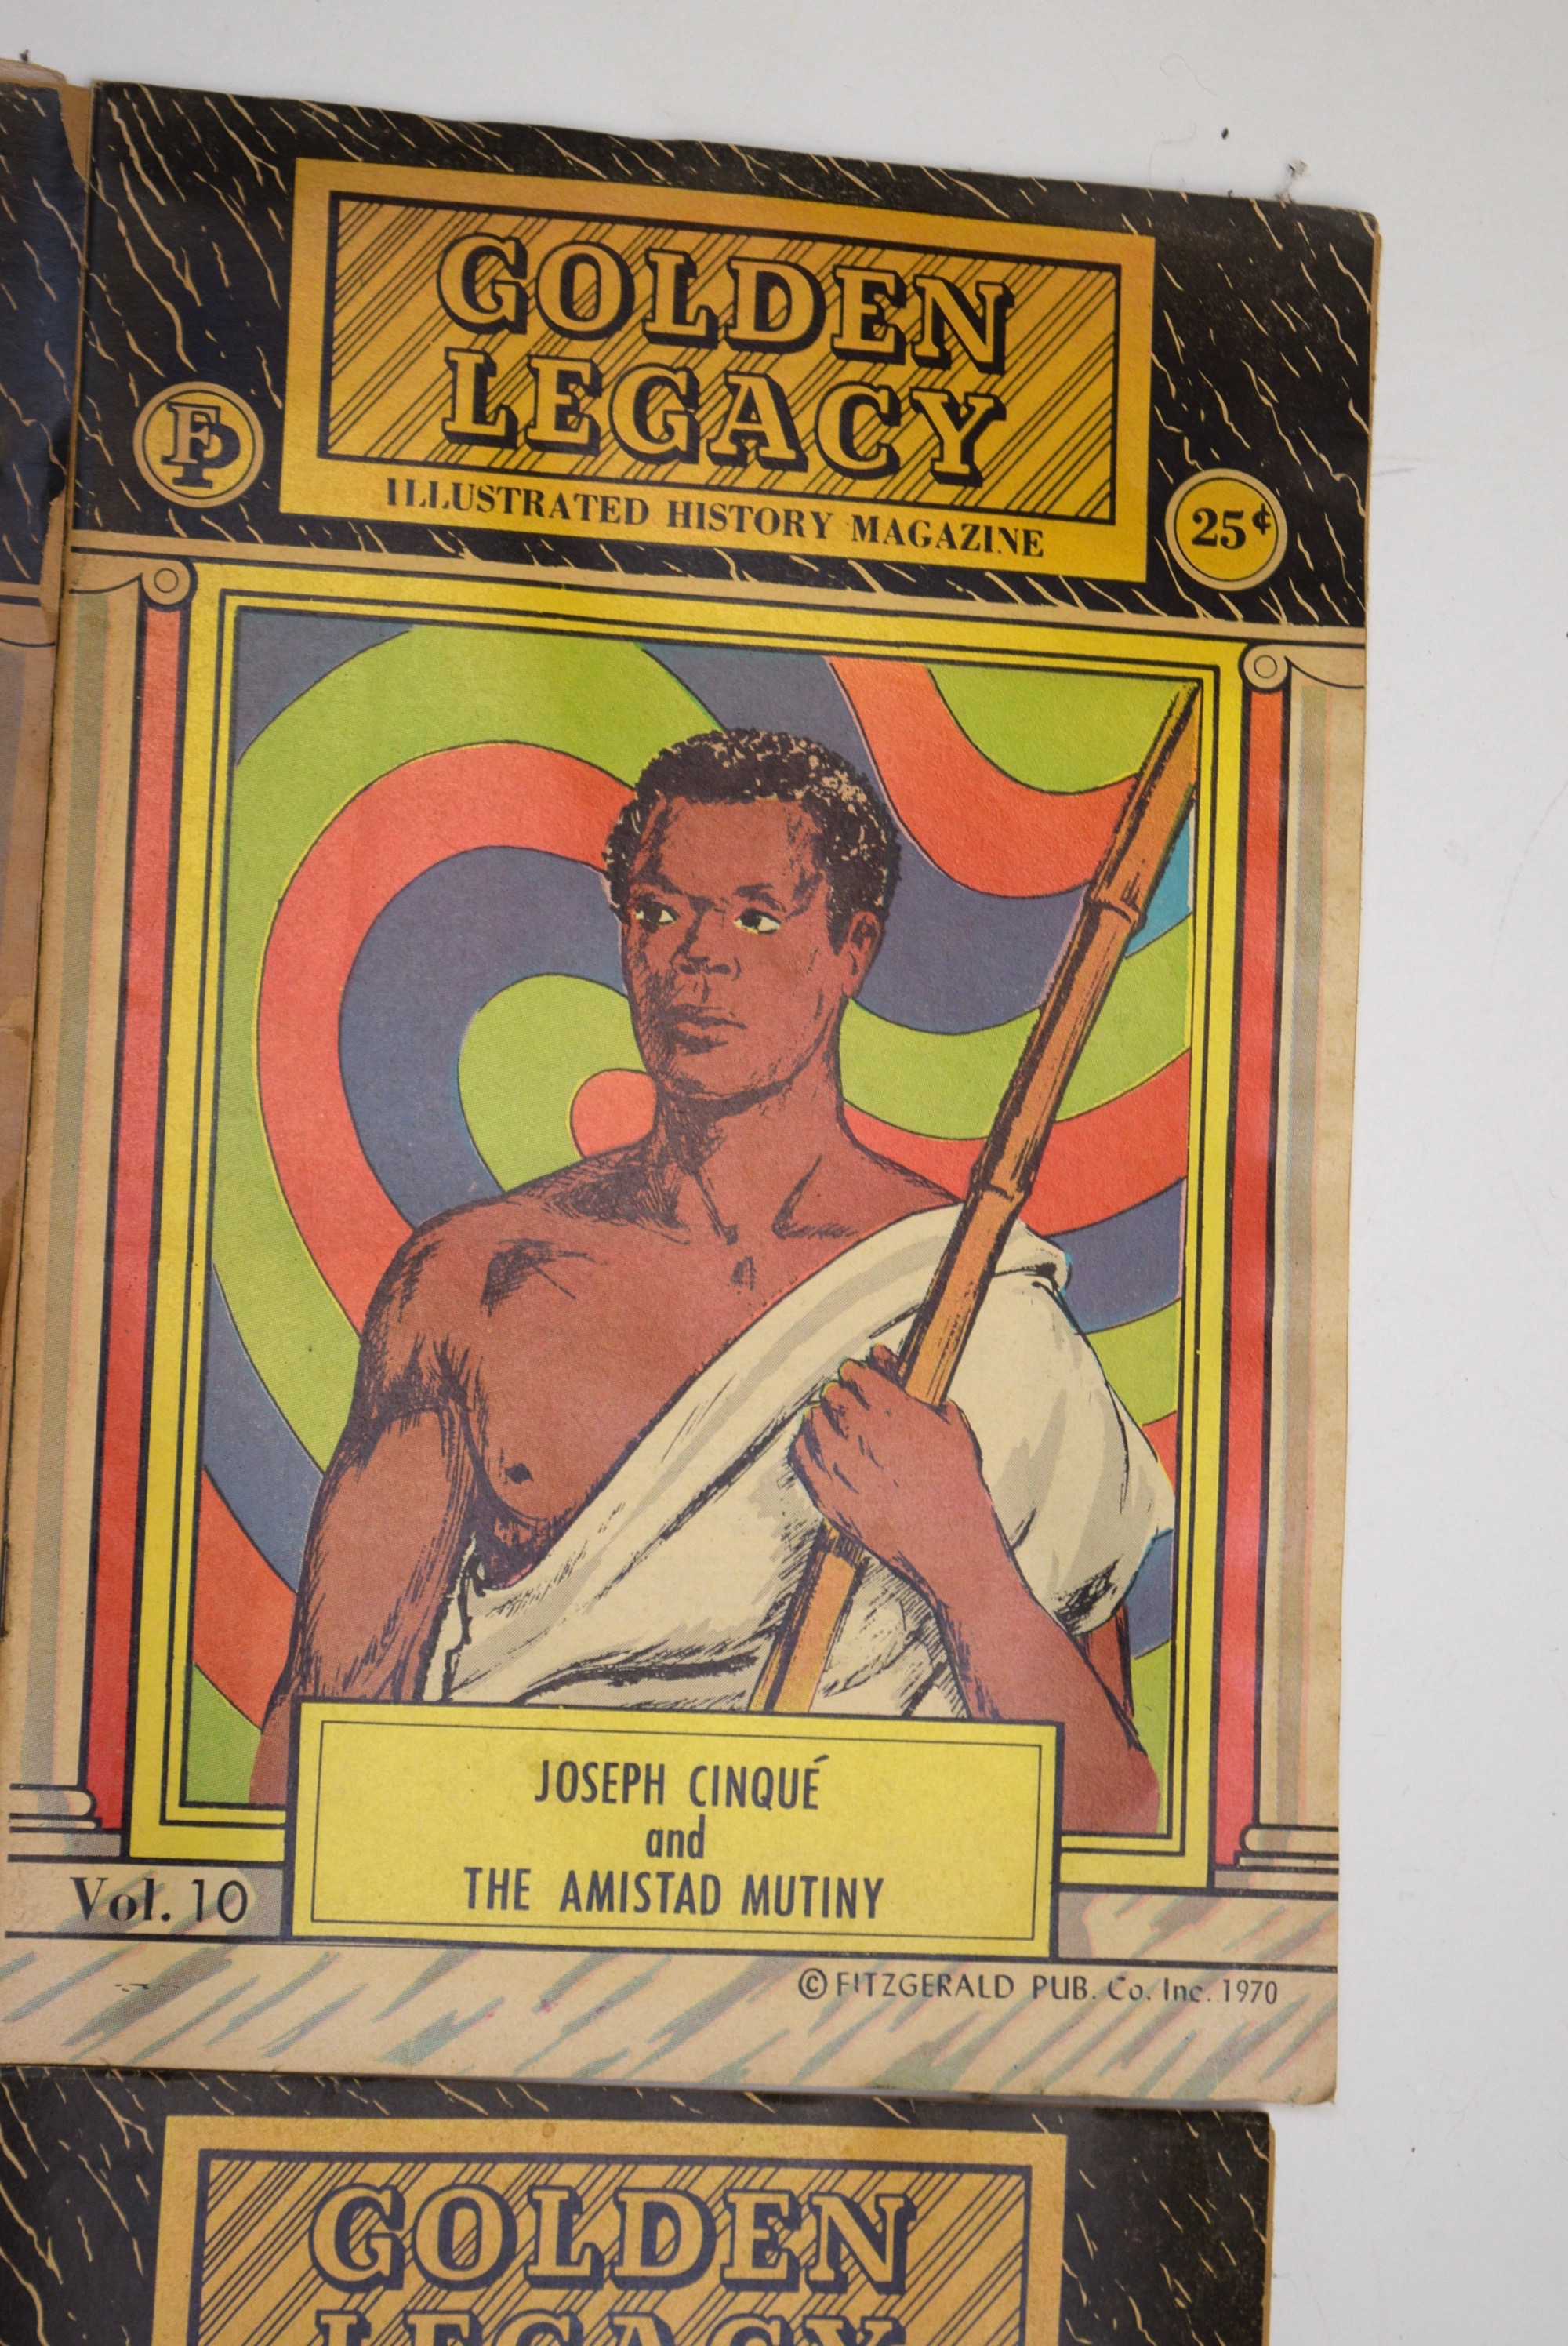 GOLDEN
LEGACY
ILLUSTRATED HISTORY MAGAZINE
FP
25¢
JOSEPH CINQUÉ
and
THE AMISTAD MUTINY
Vol. 10
© FITZGERALD PUB. Co. Inc. 1970
GOLDEN
LEGACY